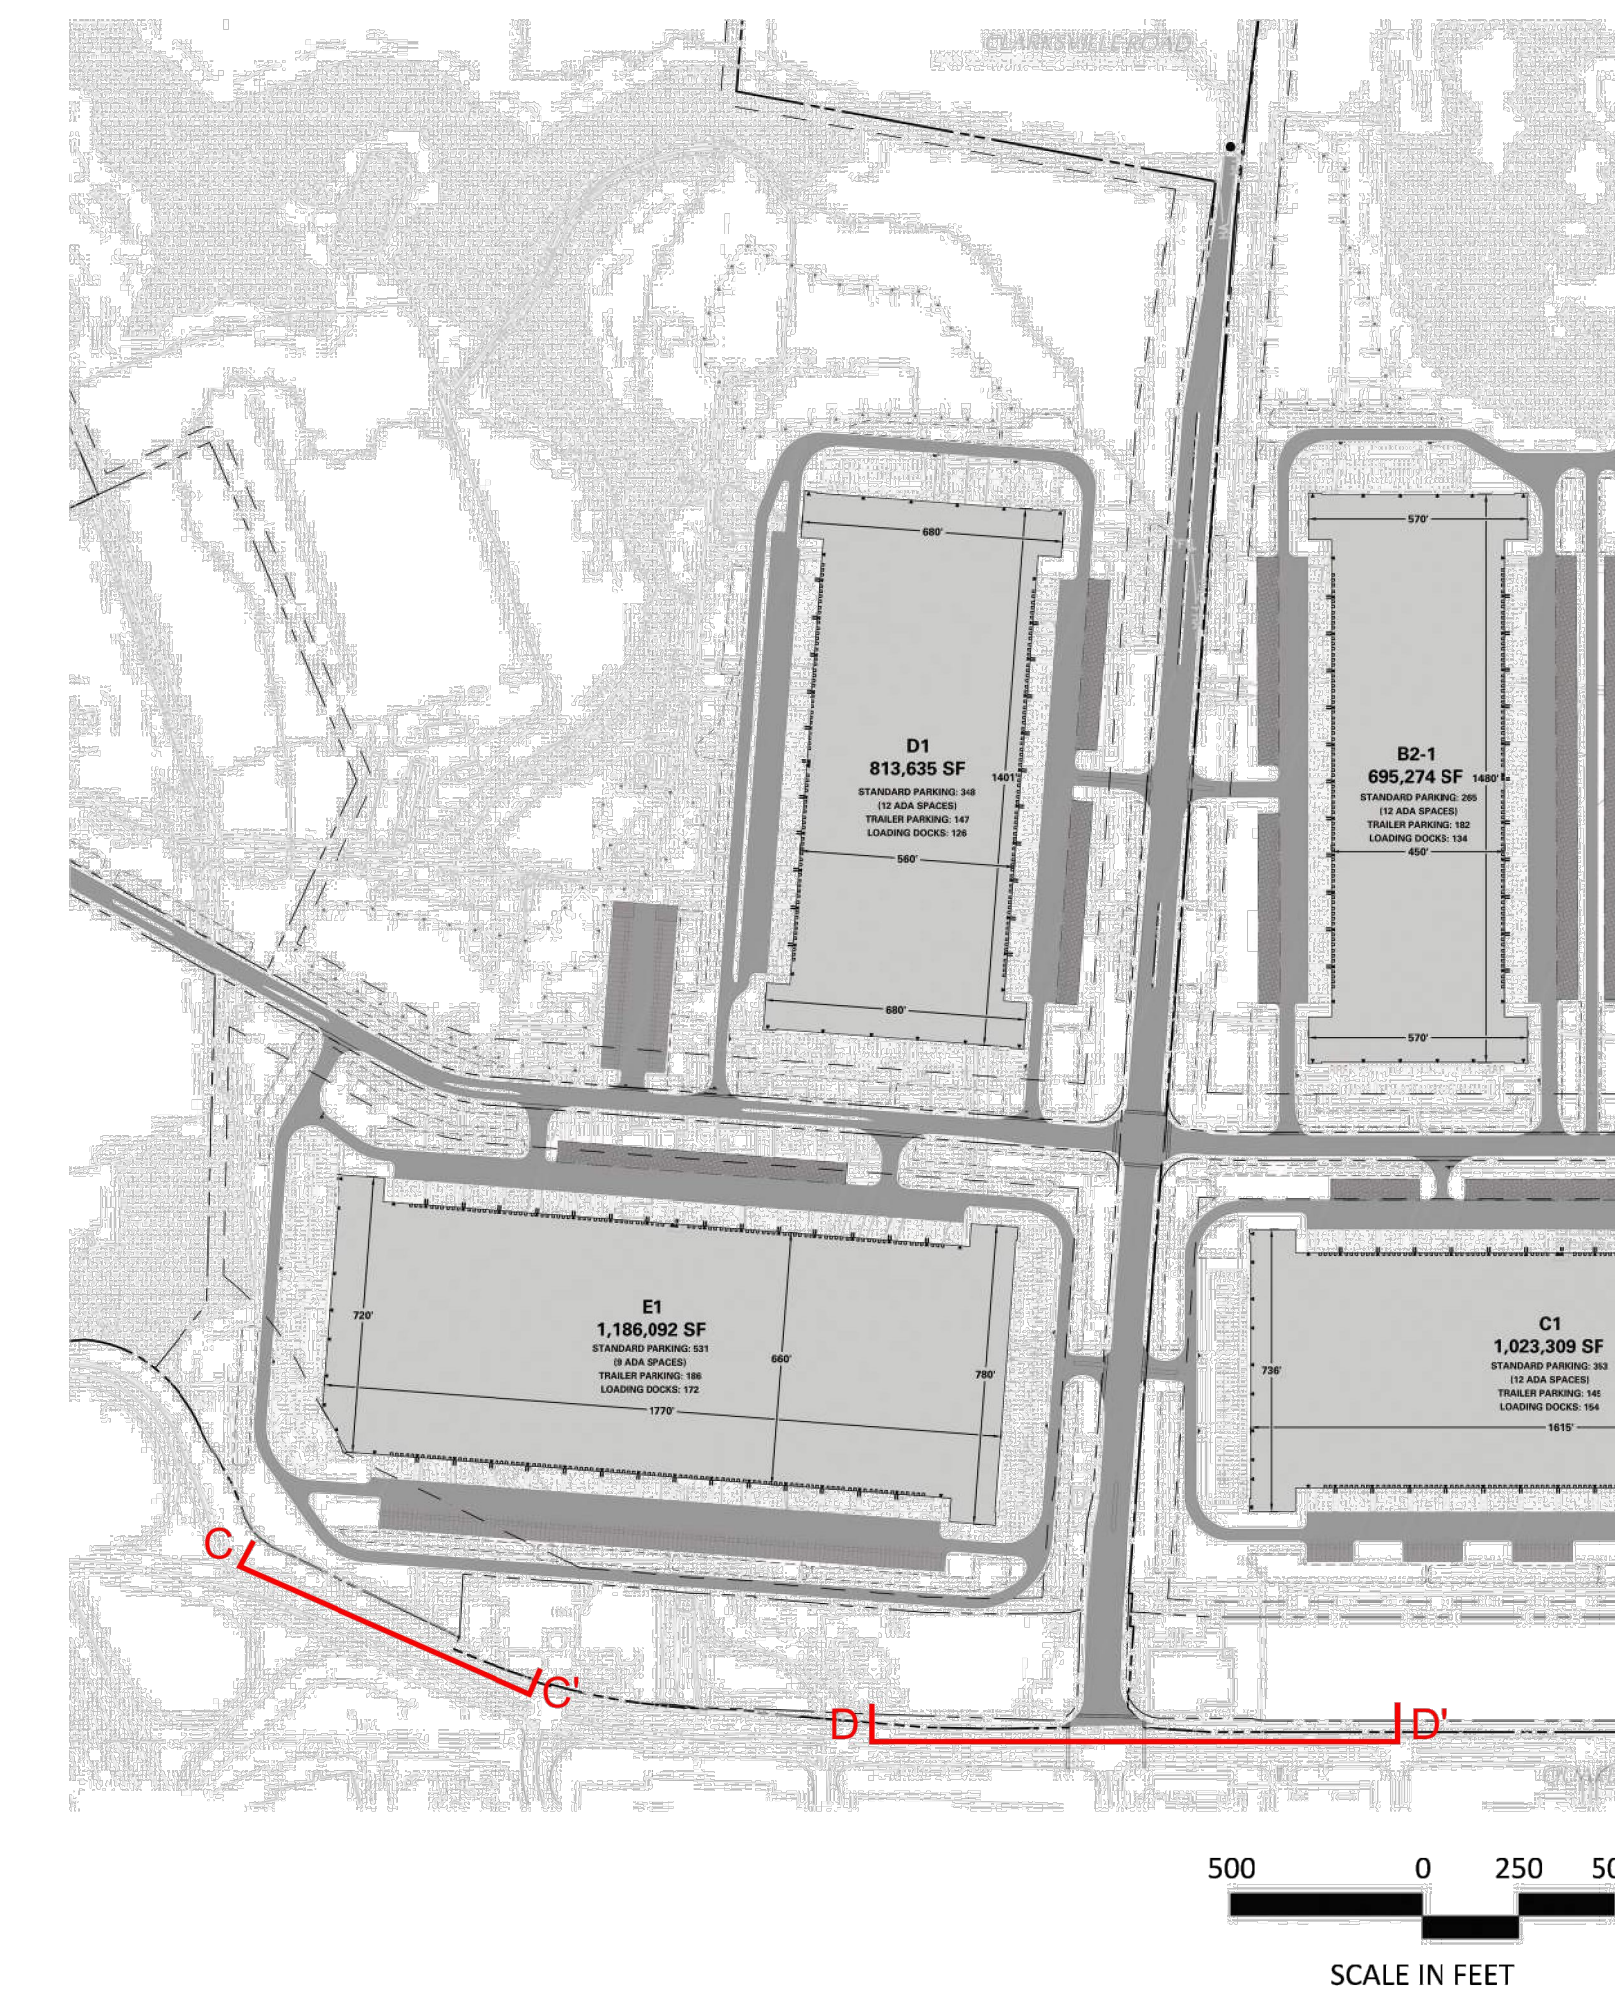 CLARKSVILLE ROAD
680'
D1
813,635 SF
1401'
STANDARD PARKING: 348
(12 ADA SPACES)
TRAILER PARKING: 147
LOADING DOCKS: 126
560'
680'
570'
B2-1
695,274 SF
1480'
STANDARD PARKING: 265
(12 ADA SPACES)
TRAILER PARKING: 182
LOADING DOCKS: 134
450'
570'
E1
1,186,092 SF
STANDARD PARKING: 531
(9 ADA SPACES)
TRAILER PARKING: 186
LOADING DOCKS: 172
720'
660'
780'
1770'
C1
1,023,309 SF
STANDARD PARKING: 353
(12 ADA SPACES)
TRAILER PARKING: 145
LOADING DOCKS: 154
736'
1615'
C
C'
D
D'
500 0 250
SCALE IN FEET